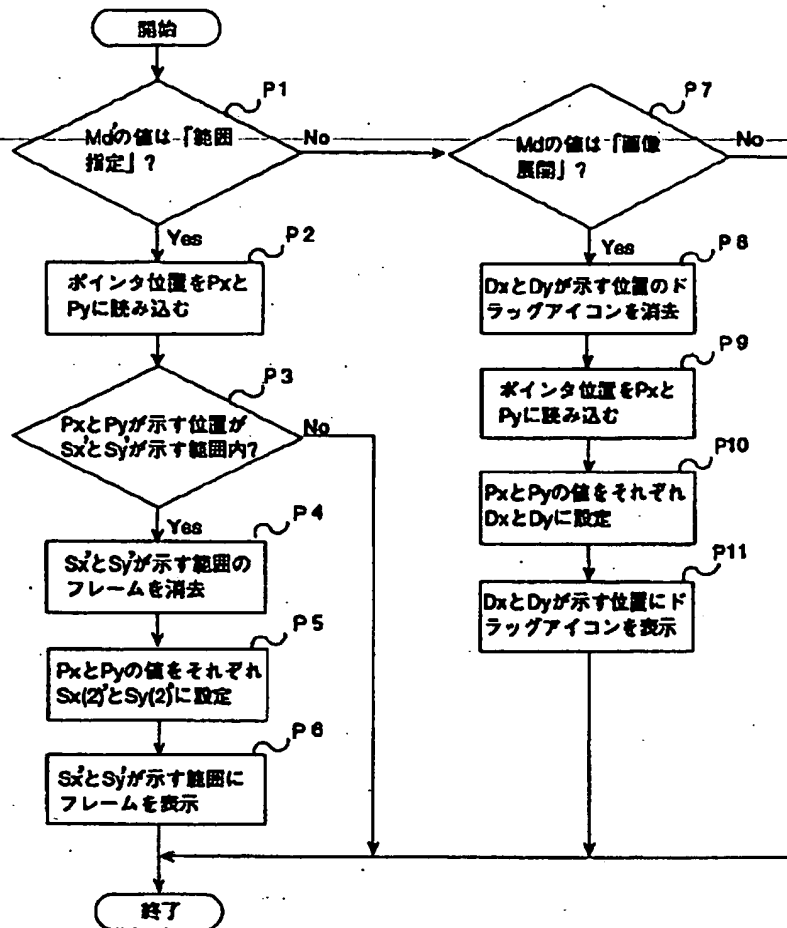 開始
P1
Md'の値は「範囲
指定」?
No
Yes
P2
ポインタ位置をPxと
Pyに読み込む
P3
PxとPyが示す位置が
Sx'とSy'が示す範囲内?
No
Yes
P4
Sx'とSy'が示す範囲の
フレームを消去
P5
PxとPyの値をそれぞれ
Sx(2)'とSy(2)'に設定
P6
Sx'とSy'が示す範囲に
フレームを表示
終了
P7
Mdの値は「画像
展開」?
No
Yes
P8
DxとDyが示す位置のド
ラッグアイコンを消去
P9
ポインタ位置をPxと
Pyに読み込む
P10
PxとPyの値をそれぞれ
DxとDyに設定
P11
DxとDyが示す位置にド
ラッグアイコンを表示